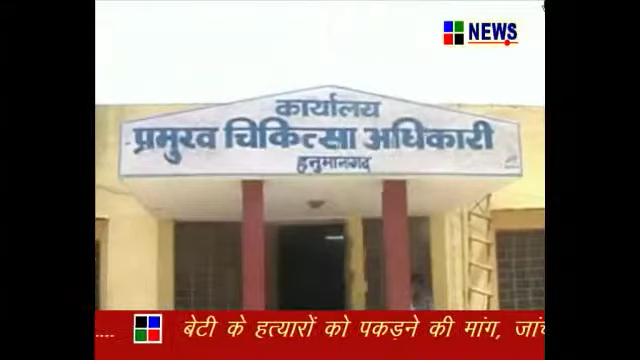 NEWS
कार्यालय
प्रमुख चिकित्सा अधिकारी
हनुमानगढ़
..... बेटी के हत्यारों को पकड़ने की मांग,